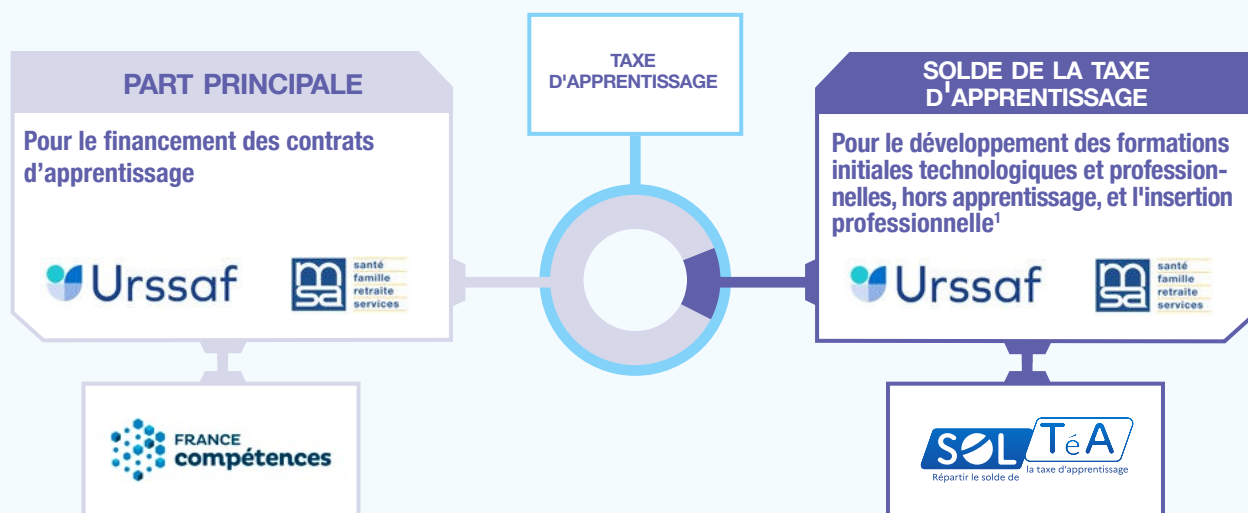 TAXE
D'APPRENTISSAGE
PART PRINCIPALE
Pour le financement des contrats
d'apprentissage
Urssaf
msa
santé
famille
retraite
services
FRANCE
compétences
SOLDE DE LA TAXE
D'APPRENTISSAGE
Pour le développement des formations
initiales technologiques et profession-
nelles, hors apprentissage, et l'insertion
professionnelle¹
Urssaf
msa
santé
famille
retraite
services
SOLTéA
Répartir le solde de la taxe d'apprentissage